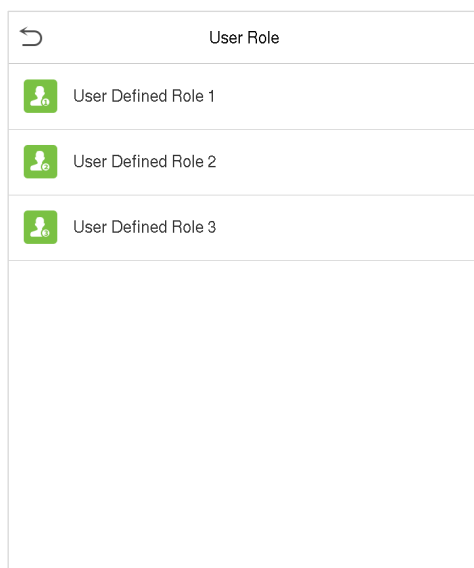 User Role
User Defined Role 1
User Defined Role 2
User Defined Role 3